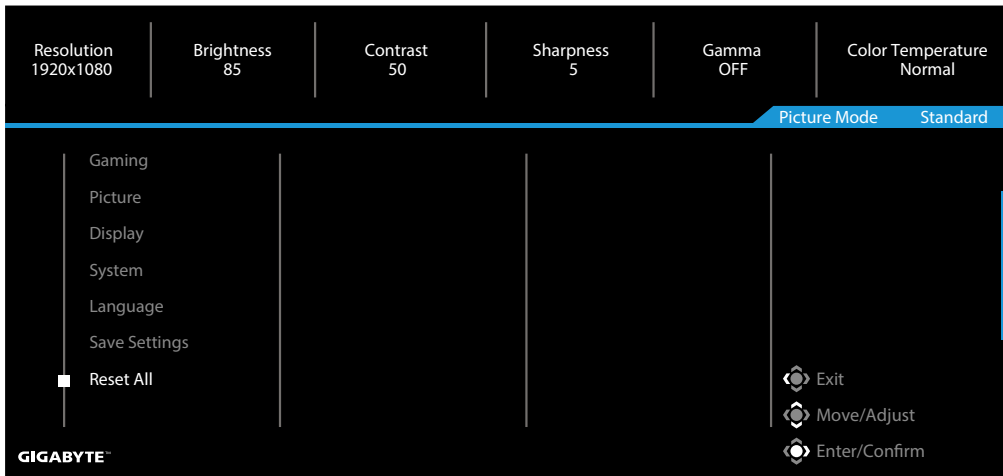 Resolution
1920x1080
Brightness
85
Contrast
50
Sharpness
5
Gamma
OFF
Color Temperature
Normal
Picture Mode Standard
Gaming
Picture
Display
System
Language
Save Settings
Reset All
Exit
Move/Adjust
Enter/Confirm
GIGABYTE™